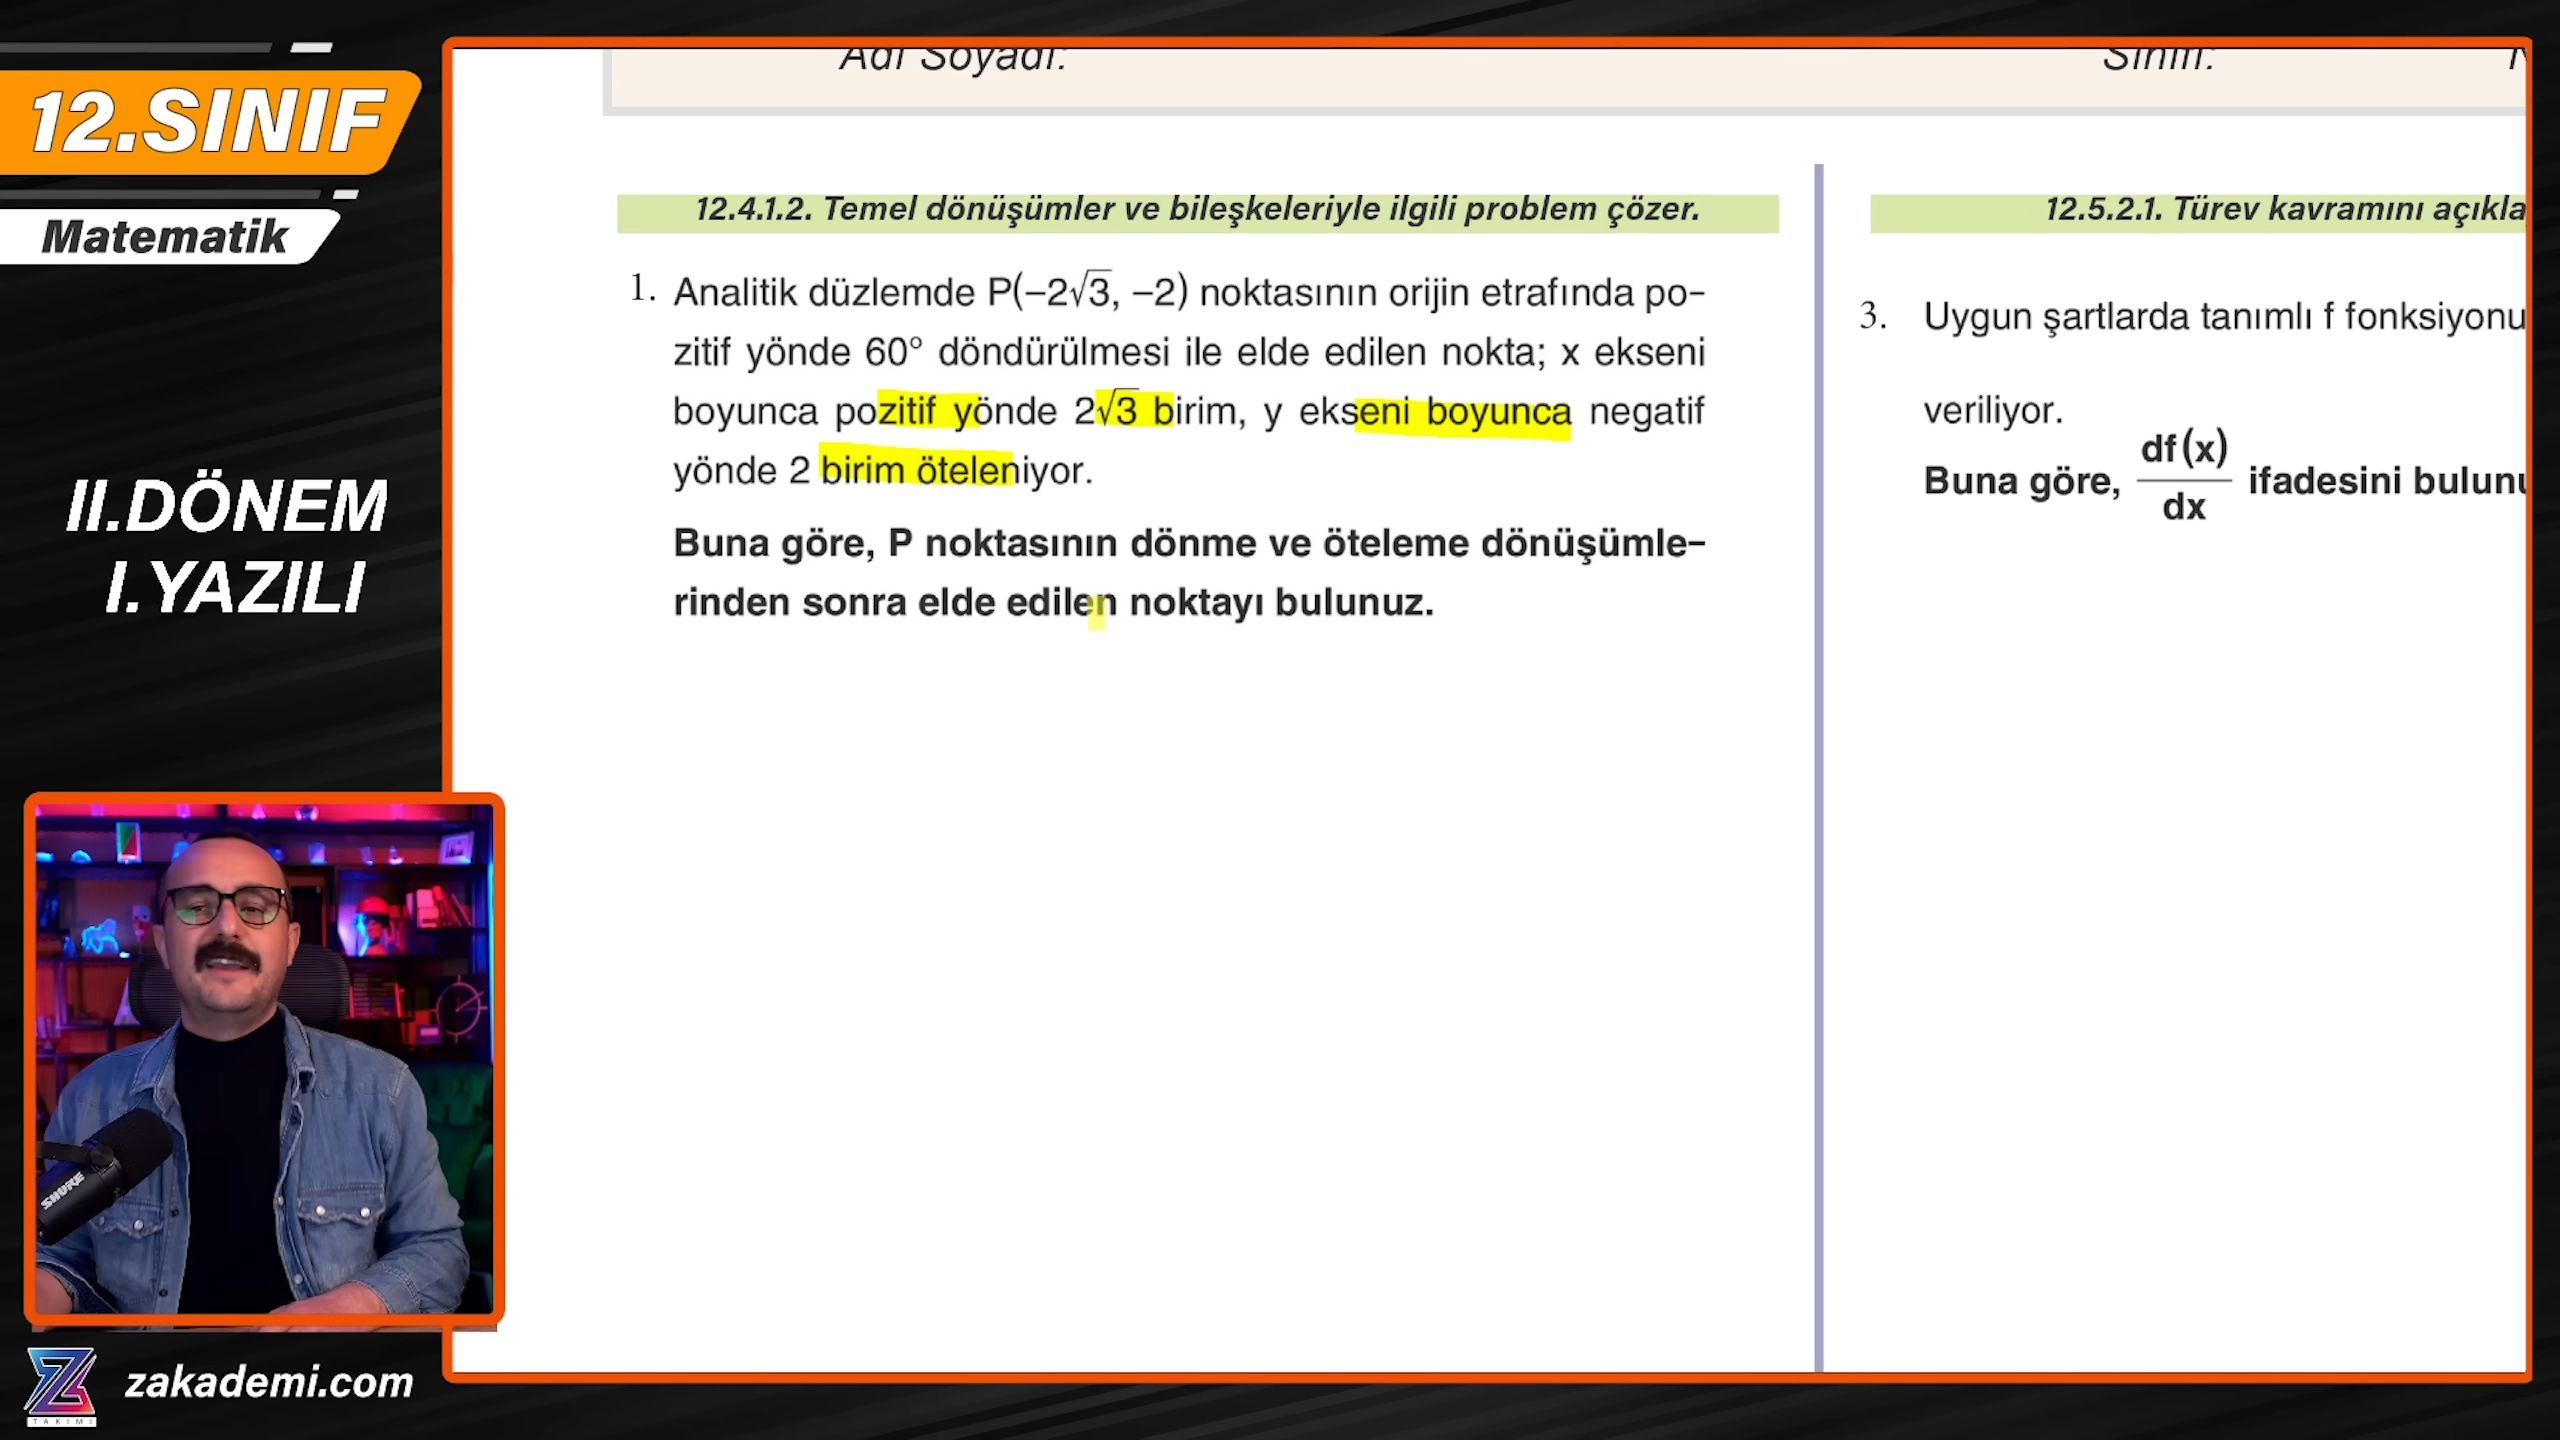 12.SINIF
Matematik
II.DÖNEM
I.YAZILI
zakademi.com
TAKIMI
SHURE
Adı Soyadı:
Sınıfı:
12.4.1.2. Temel dönüşümler ve bileşkeleriyle ilgili problem çözer.
1. Analitik düzlemde P(−2√3, −2) noktasının orijin etrafında po-
zitif yönde 60° döndürülmesi ile elde edilen nokta; x ekseni
boyunca pozitif yönde 2√3 birim, y ekseni boyunca negatif
yönde 2 birim öteleniyor.
Buna göre, P noktasının dönme ve öteleme dönüşümle-
rinden sonra elde edilen noktayı bulunuz.
12.5.2.1. Türev kavramını açıkla
3. Uygun şartlarda tanımlı f fonksiyonu
veriliyor.
Buna göre, df(x)/dx ifadesini bulunu